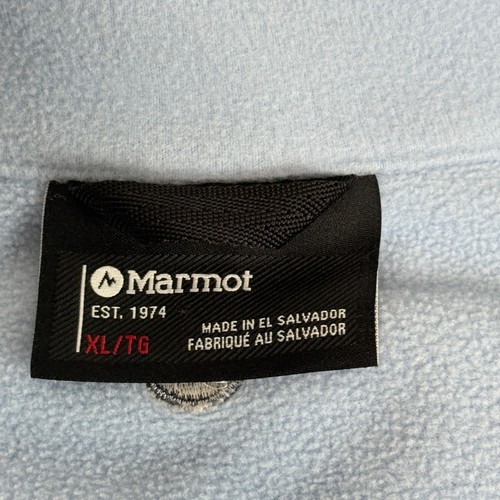 Marmot
EST. 1974
XL/TG
MADE IN EL SALVADOR
FABRIQUÉ AU SALVADOR